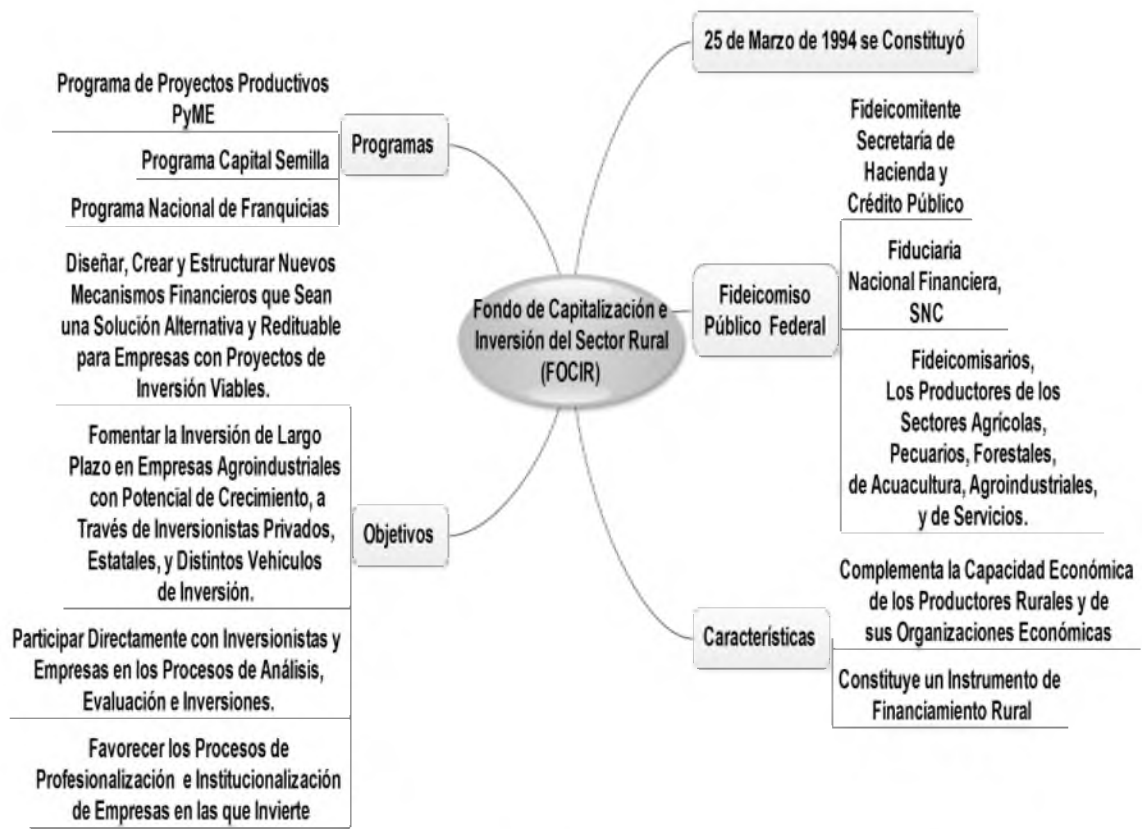 Fondo de Capitalización e
Inversión del Sector Rural
(FOCIR)
25 de Marzo de 1994 se Constituyó
Fideicomiso
Público Federal
Fideicomitente
Secretaría de
Hacienda y
Crédito Público
Fiduciaria
Nacional Financiera,
SNC
Fideicomisarios,
Los Productores de los
Sectores Agrícolas,
Pecuarios, Forestales,
de Acuacultura, Agroindustriales,
y de Servicios.
Características
Complementa la Capacidad Económica
de los Productores Rurales y de
sus Organizaciones Económicas
Constituye un Instrumento de
Financiamiento Rural
Programas
Programa de Proyectos Productivos
PyME
Programa Capital Semilla
Programa Nacional de Franquicias
Objetivos
Diseñar, Crear y Estructurar Nuevos
Mecanismos Financieros que Sean
una Solución Alternativa y Redituable
para Empresas con Proyectos de
Inversión Viables.
Fomentar la Inversión de Largo
Plazo en Empresas Agroindustriales
con Potencial de Crecimiento, a
Través de Inversionistas Privados,
Estatales, y Distintos Vehículos
de Inversión.
Participar Directamente con Inversionistas y
Empresas en los Procesos de Análisis,
Evaluación e Inversiones.
Favorecer los Procesos de
Profesionalización e Institucionalización
de Empresas en las que Invierte